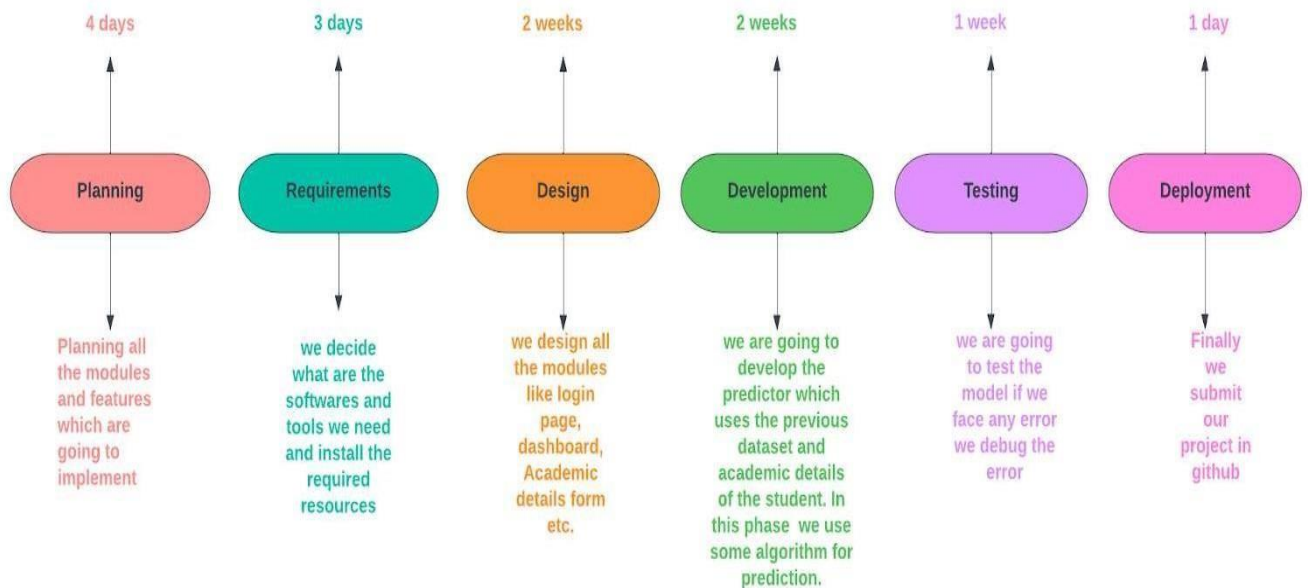 4 days
3 days
2 weeks
2 weeks
1 week
1 day
Planning
Requirements
Design
Development
Testing
Deployment
Planning all
the modules
and features
which are
going to
implement
we decide
what are the
softwares and
tools we need
and install the
required
resources
we design all
the modules
like login
page,
dashboard,
Academic
details form
etc.
we are going to
develop the
predictor which
uses the previous
dataset and
academic details
of the student. In
this phase we use
some algorithm for
prediction.
we are going
to test the
model if we
face any error
we debug the
error
Finally
we
submit
our
project in
github